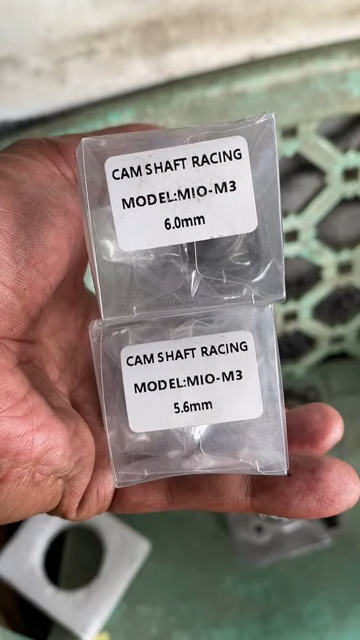 CAM SHAFT RACING
MODEL:MIO-M3
6.0mm
CAM SHAFT RACING
MODEL:MIO-M3
5.6mm